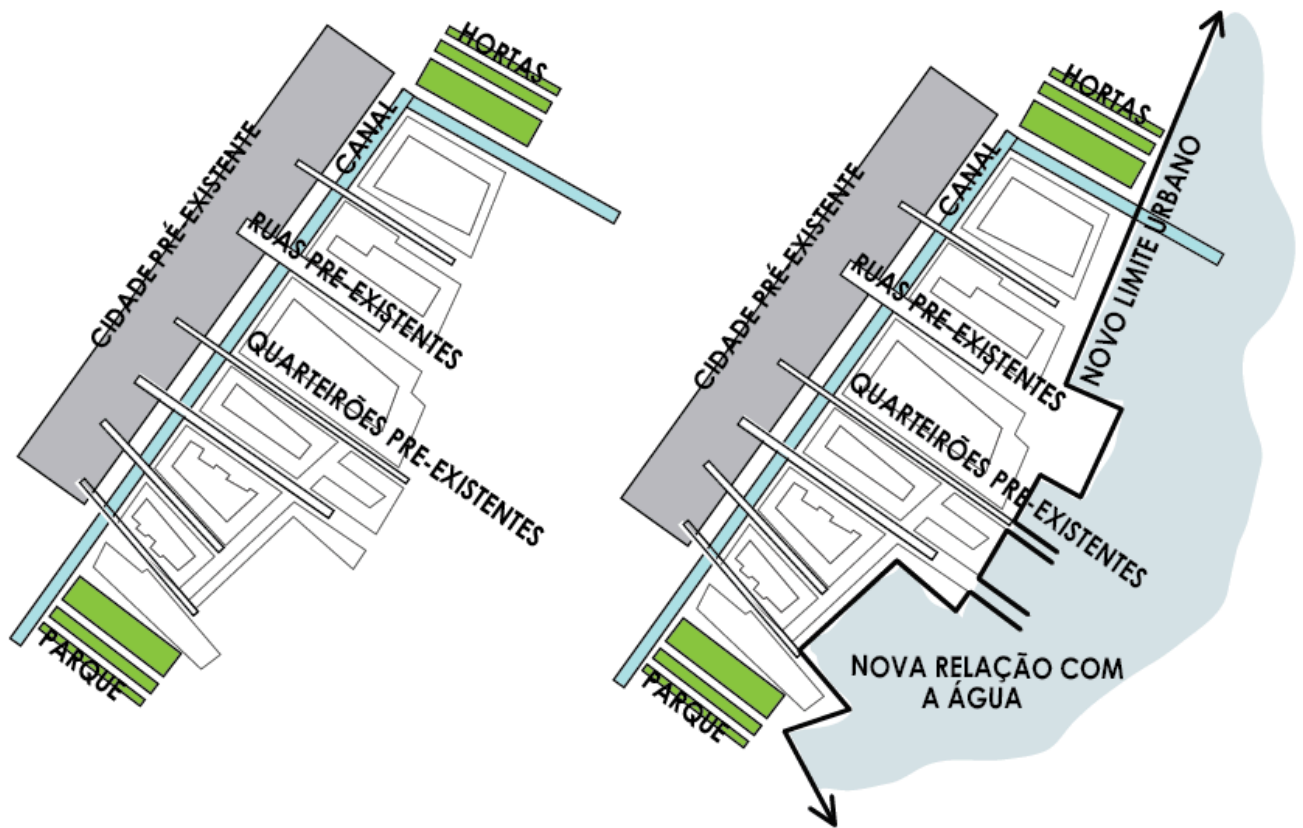 HORTAS
CANAL
CIDADE PRÉ-EXISTENTE
RUAS PRE-EXISTENTES
QUARTEIRÕES PRE-EXISTENTES
PARQUE
HORTAS
CANAL
CIDADE PRÉ-EXISTENTE
RUAS PRE-EXISTENTES
QUARTEIRÕES PRE-EXISTENTES
NOVO LIMITE URBANO
PARQUE
NOVA RELAÇÃO COM
A ÁGUA